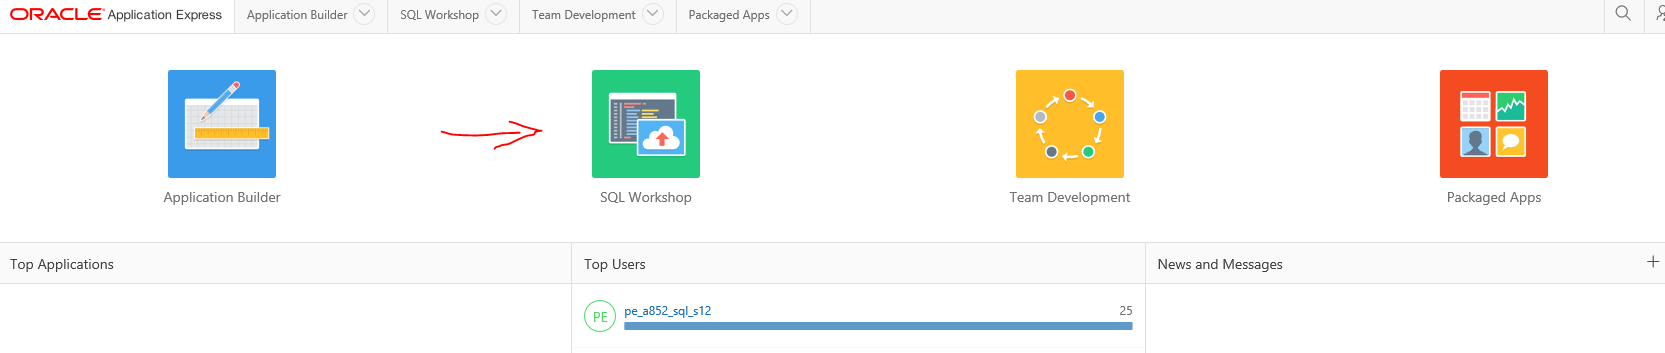 ORACLE Application Express Application Builder SQL Workshop Team Development Packaged Apps
Application Builder SQL Workshop Team Development Packaged Apps
Top Applications Top Users News and Messages
PE pe_a852_sql_s12 25